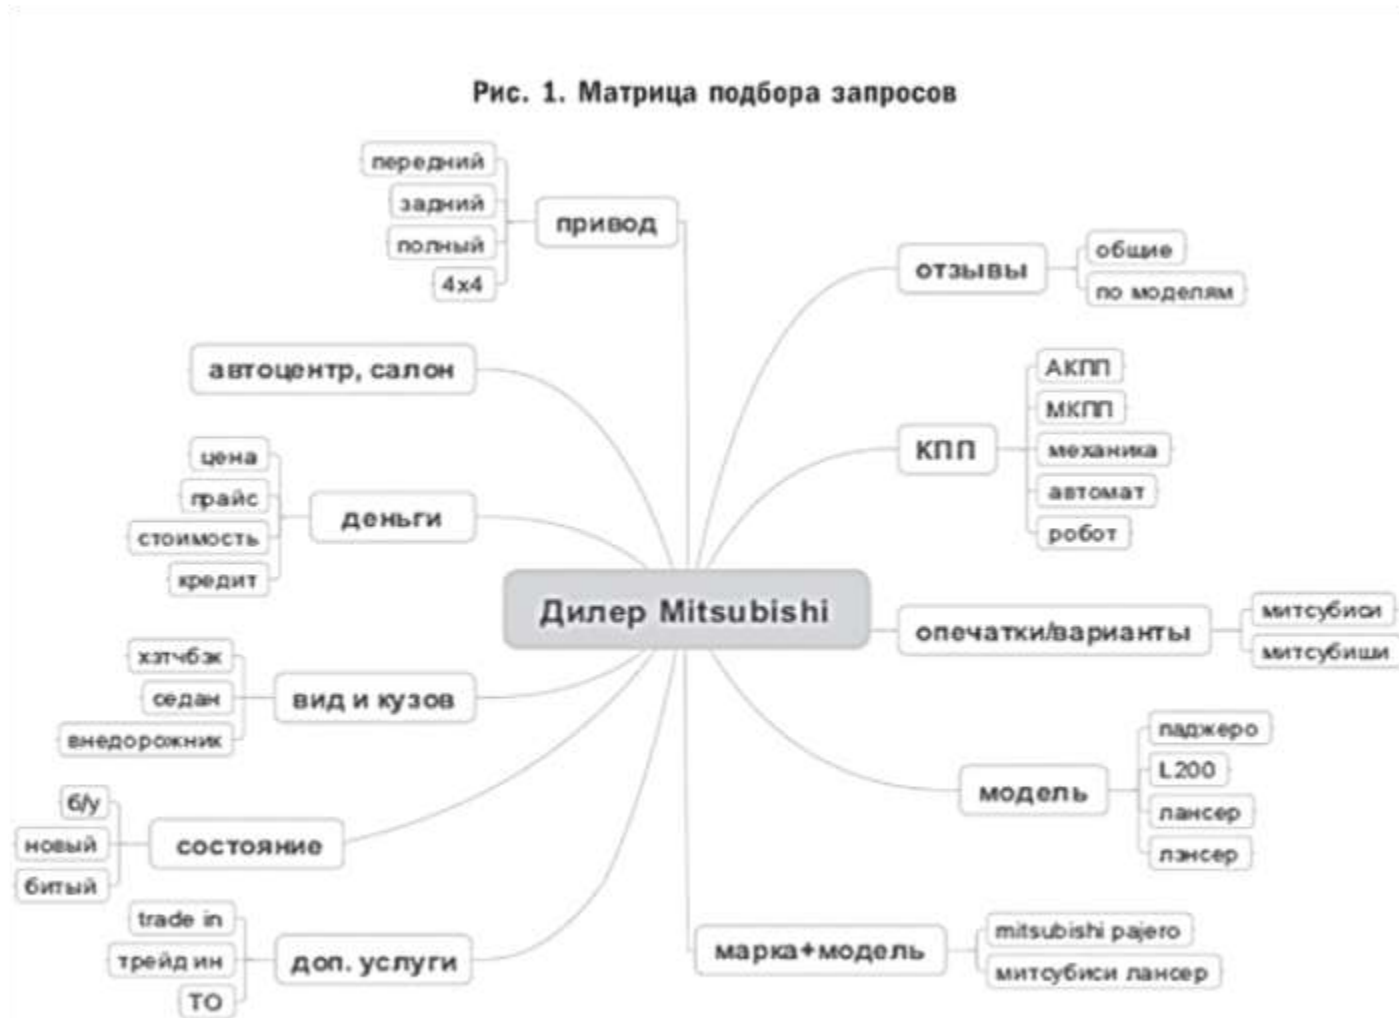 Рис. 1. Матрица подбора запросов
привод
передний
задний
полный
4x4
автоцентр, салон
деньги
цена
прайс
стоимость
кредит
вид и кузов
хэтчбэк
седан
внедорожник
состояние
б/у
новый
битый
доп. услуги
trade in
трейд ин
ТО
Дилер Mitsubishi
отзывы
общие
по моделям
КПП
АКПП
МКПП
механика
автомат
робот
опечатки/варианты
митсубиси
митсубиши
модель
паджеро
L200
лансер
лэнсер
марка+модель
mitsubishi pajero
митсубиси лансер